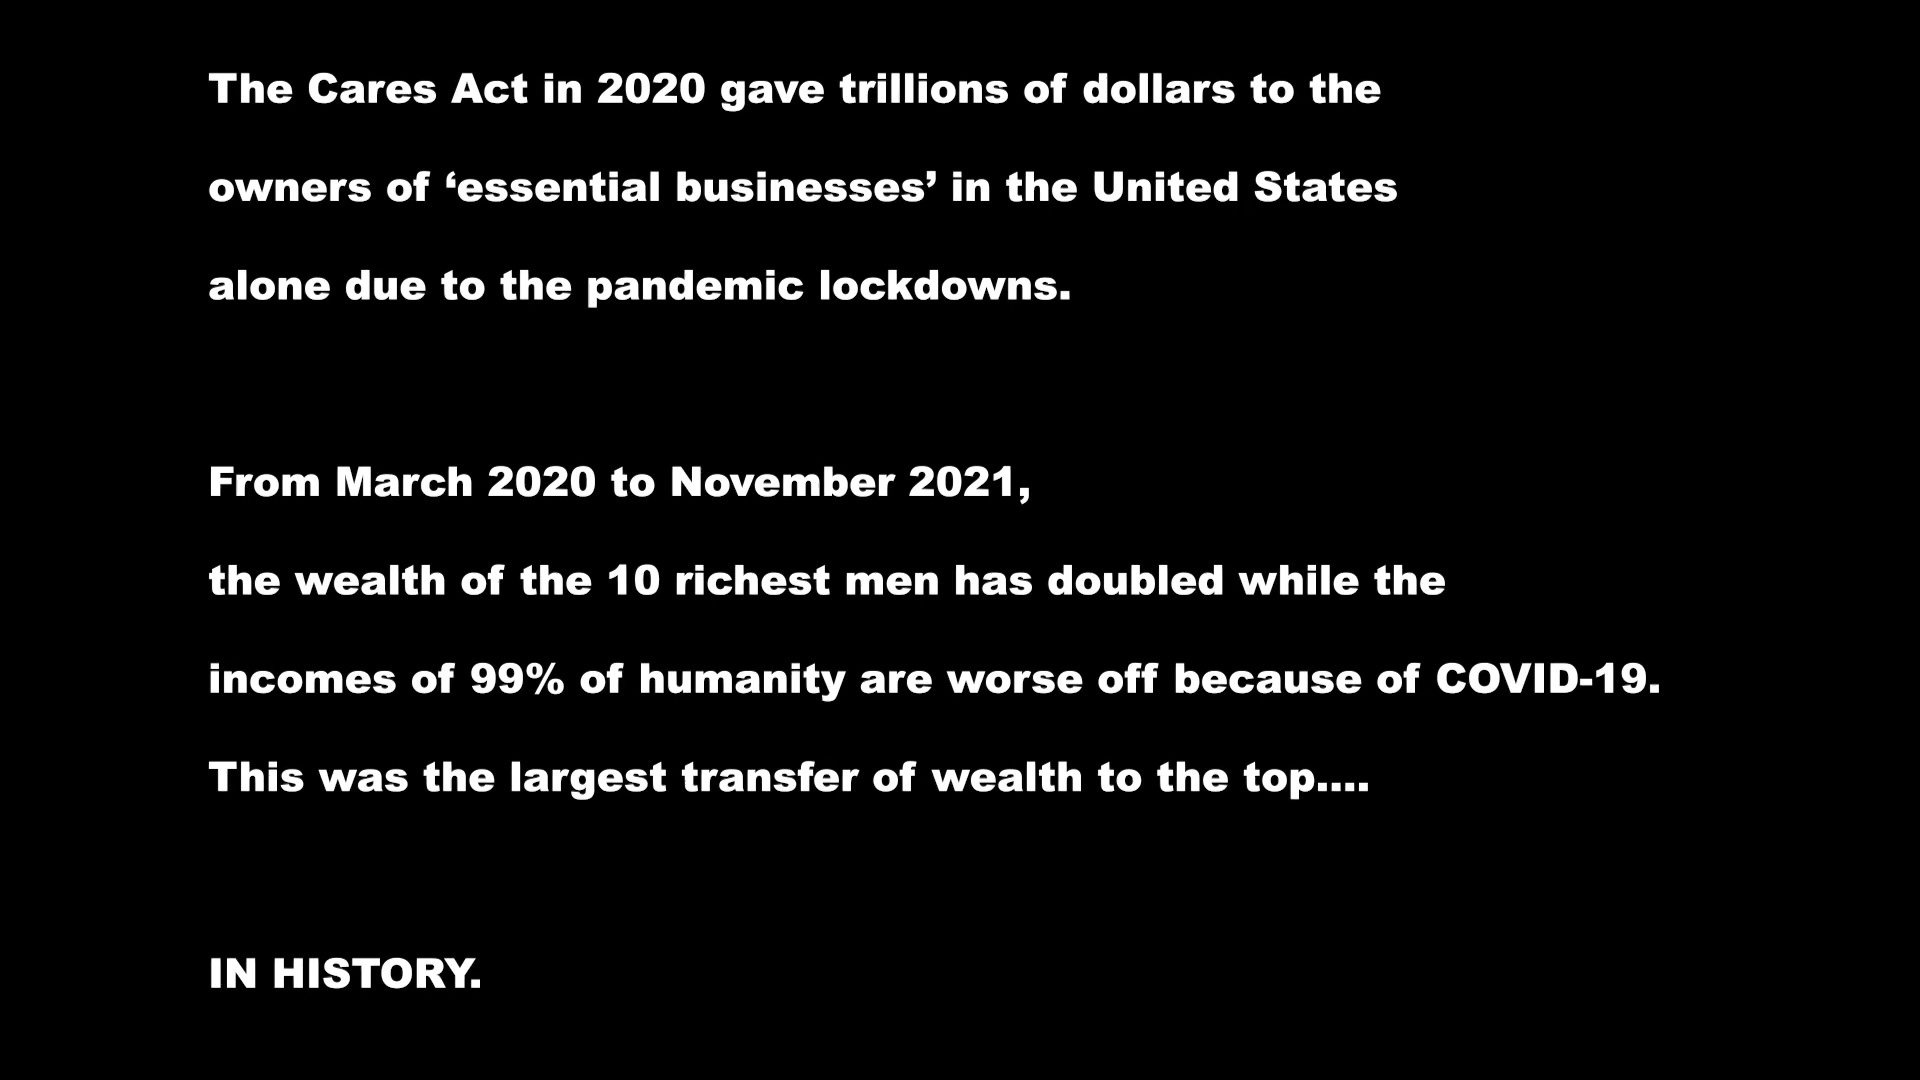 The Cares Act in 2020 gave trillions of dollars to the
owners of ‘essential businesses’ in the United States
alone due to the pandemic lockdowns.
From March 2020 to November 2021,
the wealth of the 10 richest men has doubled while the
incomes of 99% of humanity are worse off because of COVID-19.
This was the largest transfer of wealth to the top....
IN HISTORY.